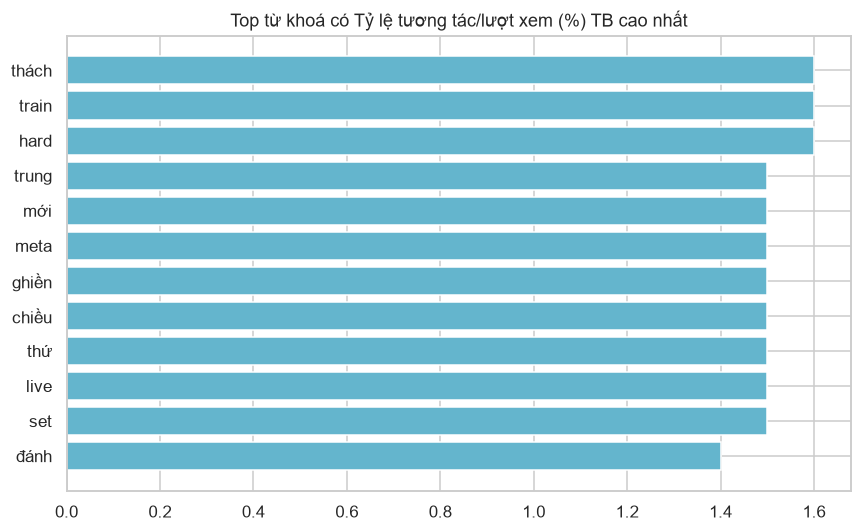 Top từ khoá có Tỷ lệ tương tác/lượt xem (%) TB cao nhất
thách
train
hard
trung
mới
meta
ghiền
chiều
thứ
live
set
đánh
0.0 0.2 0.4 0.6 0.8 1.0 1.2 1.4 1.6